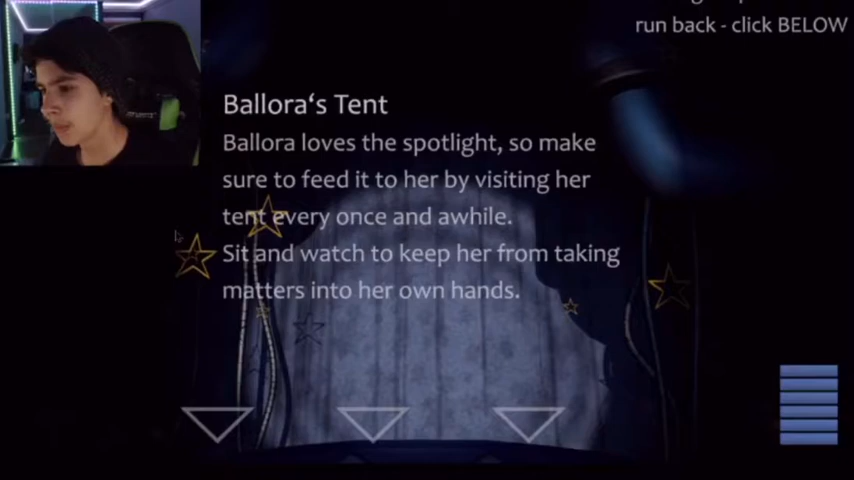 run back - click BELOW
Ballora's Tent
Ballora loves the spotlight, so make
sure to feed it to her by visiting her
tent every once and awhile.
Sit and watch to keep her from taking
matters into her own hands.